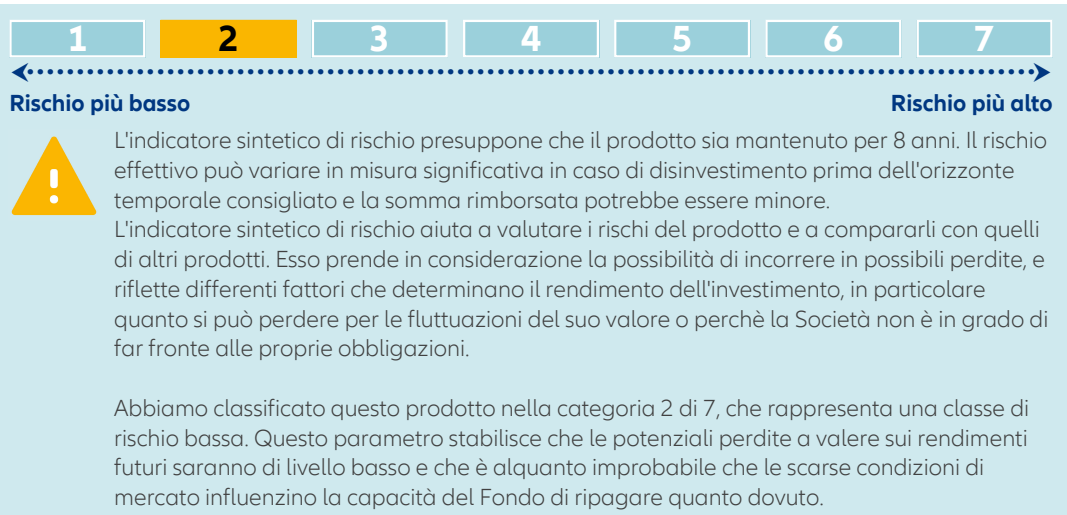 1 2 3 4 5 6 7
Rischio più basso Rischio più alto
L'indicatore sintetico di rischio presuppone che il prodotto sia mantenuto per 8 anni. Il rischio
effettivo può variare in misura significativa in caso di disinvestimento prima dell'orizzonte
temporale consigliato e la somma rimborsata potrebbe essere minore.
L'indicatore sintetico di rischio aiuta a valutare i rischi del prodotto e a compararli con quelli
di altri prodotti. Esso prende in considerazione la possibilità di incorrere in possibili perdite, e
riflette differenti fattori che determinano il rendimento dell'investimento, in particolare
quanto si può perdere per le fluttuazioni del suo valore o perchè la Società non è in grado di
far fronte alle proprie obbligazioni.
Abbiamo classificato questo prodotto nella categoria 2 di 7, che rappresenta una classe di
rischio bassa. Questo parametro stabilisce che le potenziali perdite a valere sui rendimenti
futuri saranno di livello basso e che è alquanto improbabile che le scarse condizioni di
mercato influenzino la capacità del Fondo di ripagare quanto dovuto.